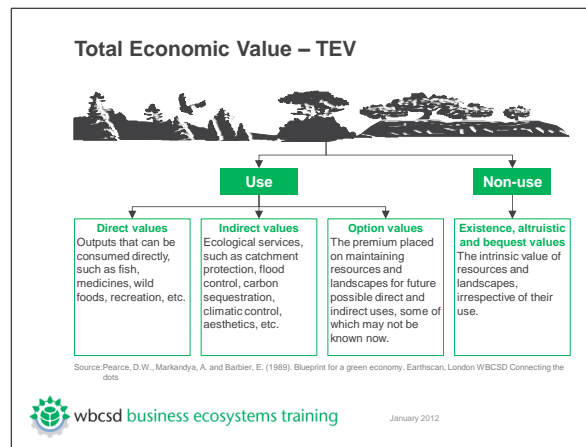 Total Economic Value – TEV
Use
Non-use
Direct values
Outputs that can be
consumed directly,
such as fish,
medicines, wild
foods, recreation, etc.
Indirect values
Ecological services,
such as catchment
protection, flood
control, carbon
sequestration,
climatic control,
aesthetics, etc.
Option values
The premium placed
on maintaining
resources and
landscapes for future
possible direct and
indirect uses, some of
which may not be
known now.
Existence, altruistic
and bequest values
The intrinsic value of
resources and
landscapes,
irrespective of their
use.
Source:Pearce, D.W., Markandya, A. and Barbier, E. (1989). Blueprint for a green economy. Earthscan, London WBCSD Connecting the
dots
wbcsd business ecosystems training
January 2012